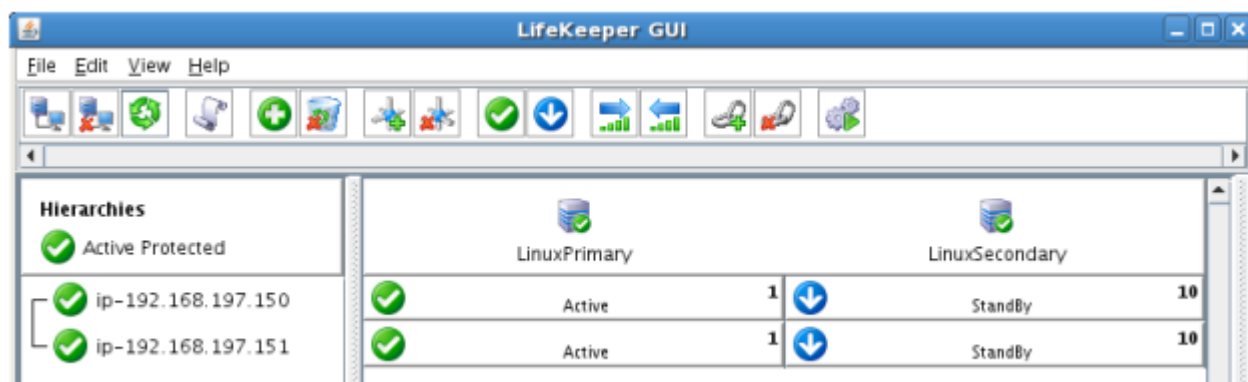 LifeKeeper GUI
File Edit View Help
Hierarchies
Active Protected
LinuxPrimary LinuxSecondary
ip-192.168.197.150 Active 1 StandBy 10
ip-192.168.197.151 Active 1 StandBy 10